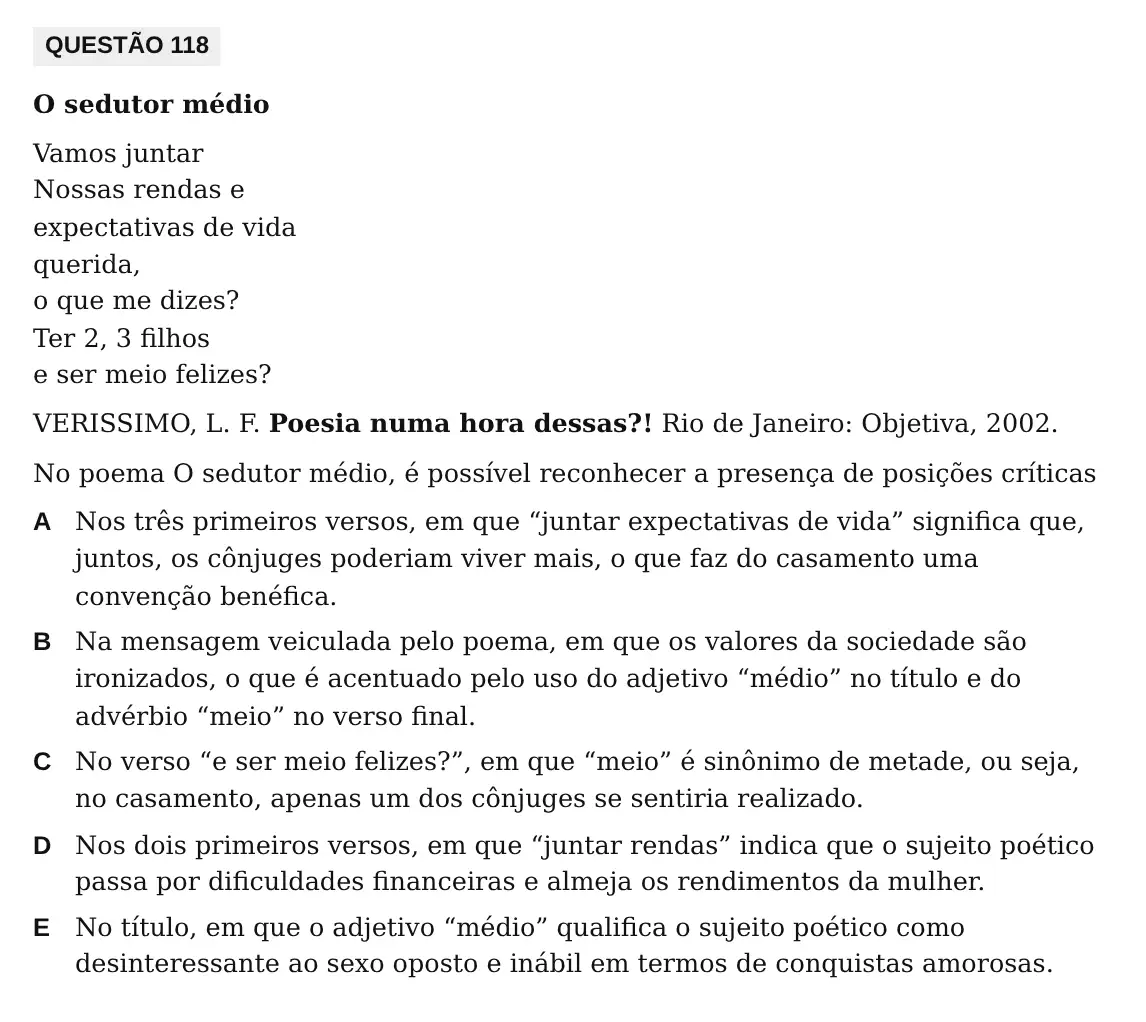 QUESTÃO 118
O sedutor médio
Vamos juntar
Nossas rendas e
expectativas de vida
querida,
o que me dizes?
Ter 2, 3 filhos
e ser meio felizes?
VERISSIMO, L. F. Poesia numa hora dessas?! Rio de Janeiro: Objetiva, 2002.
No poema O sedutor médio, é possível reconhecer a presença de posições críticas
A Nos três primeiros versos, em que “juntar expectativas de vida” significa que,
juntos, os cônjuges poderiam viver mais, o que faz do casamento uma
convenção benéfica.
B Na mensagem veiculada pelo poema, em que os valores da sociedade são
ironizados, o que é acentuado pelo uso do adjetivo “médio” no título e do
advérbio “meio” no verso final.
C No verso “e ser meio felizes?”, em que “meio” é sinônimo de metade, ou seja,
no casamento, apenas um dos cônjuges se sentiria realizado.
D Nos dois primeiros versos, em que “juntar rendas” indica que o sujeito poético
passa por dificuldades financeiras e almeja os rendimentos da mulher.
E No título, em que o adjetivo “médio” qualifica o sujeito poético como
desinteressante ao sexo oposto e inábil em termos de conquistas amorosas.